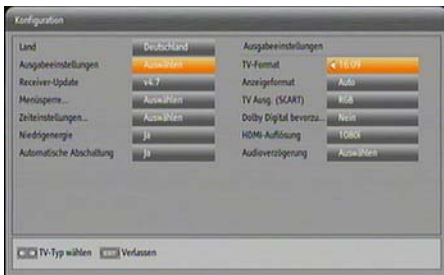 Konfiguration
Land Deutschland
Ausgabeeinstellungen Auswählen
Receiver-Update v4.7
Menüsperre... Auswählen
Zeiteinstellungen... Auswählen
Niedrigenergie Ja
Automatische Abschaltung Ja
Ausgabeeinstellungen
TV-Format 16:09
Anzeigeformat Auto
TV Ausg. (SCART) RGB
Dolby Digital bevorzu... Nein
HDMI-Auflösung 1080i
Audioverzögerung Auswählen
TV-Typ wählen EXIT Verlassen